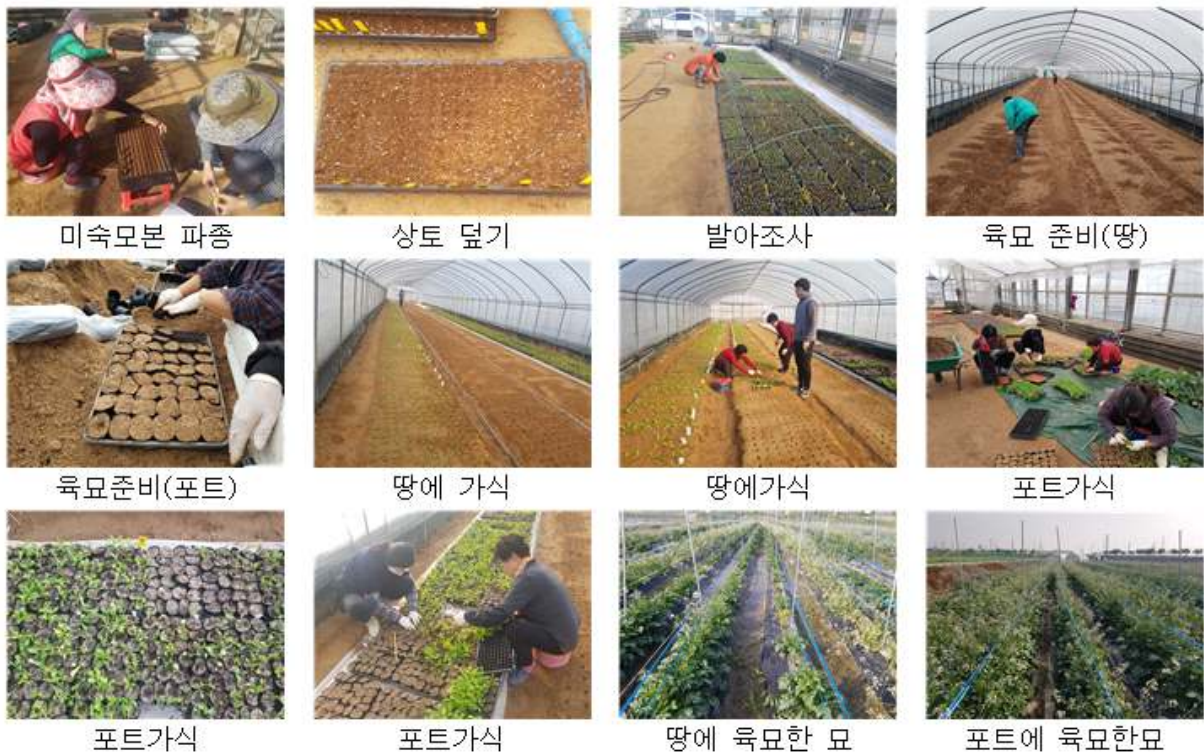 미숙모본 파종
상토 덮기
발아조사
육묘 준비(땅)
육묘준비(포트)
땅에 가식
땅에가식
포트가식
포트가식
포트가식
땅에 육묘한 묘
포트에 육묘한묘